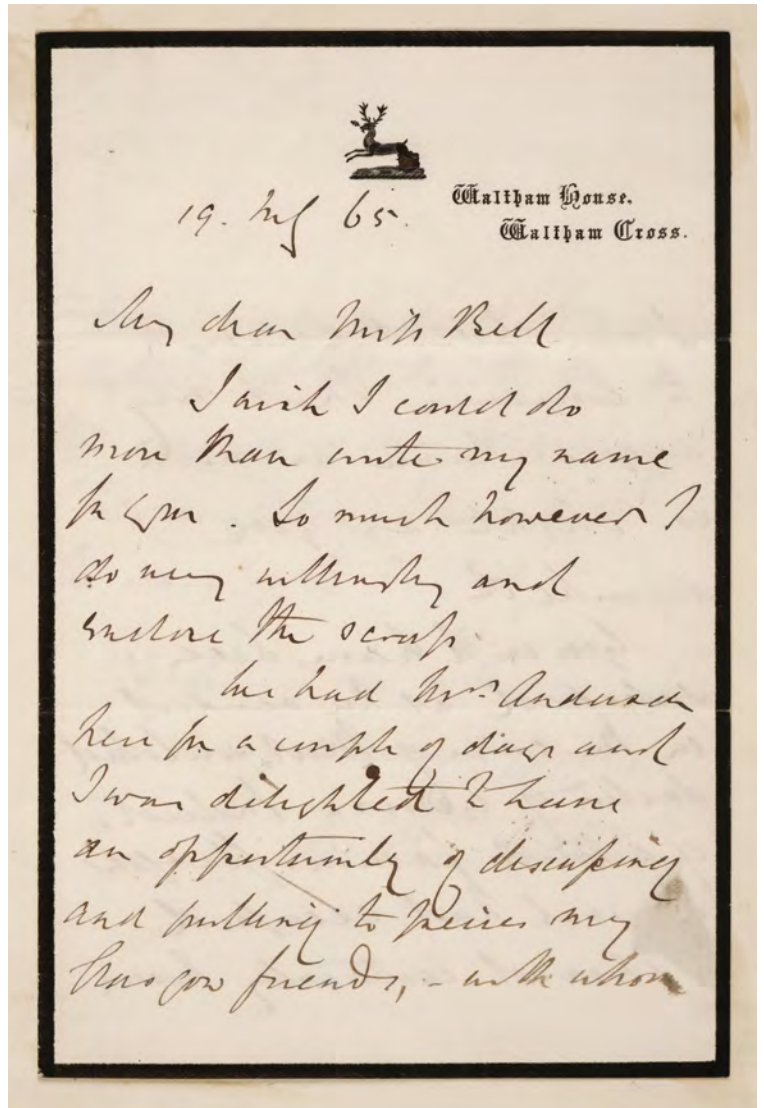 Waltham House,
Waltham Cross.
19. 65.
My dear Miss Bell
I wish I could do
more than write my name
for you. So much however I
do very willingly and
enclose the scrap.
We had Mrs. Anderson
here for a couple of days and
I was delighted to have
an opportunity of discussing
and pulling to pieces my
Glasgow friends, - with whom